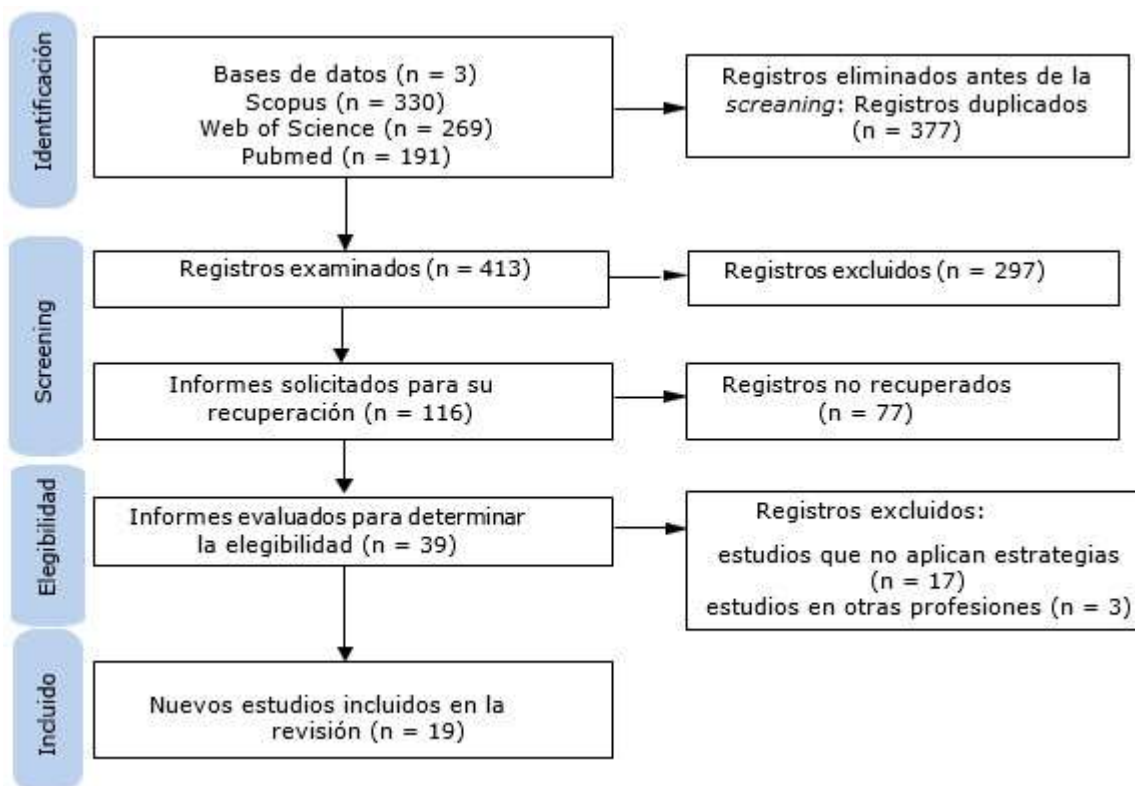 Identificación
Bases de datos (n = 3)
Scopus (n = 330)
Web of Science (n = 269)
Pubmed (n = 191)
Registros eliminados antes de la
screaning: Registros duplicados
(n = 377)
Screening
Registros examinados (n = 413)
Registros excluidos (n = 297)
Informes solicitados para su
recuperación (n = 116)
Registros no recuperados
(n = 77)
Elegibilidad
Informes evaluados para determinar
la elegibilidad (n = 39)
Registros excluidos:
estudios que no aplican estrategias
(n = 17)
estudios en otras profesiones (n = 3)
Incluido
Nuevos estudios incluidos en la
revisión (n = 19)